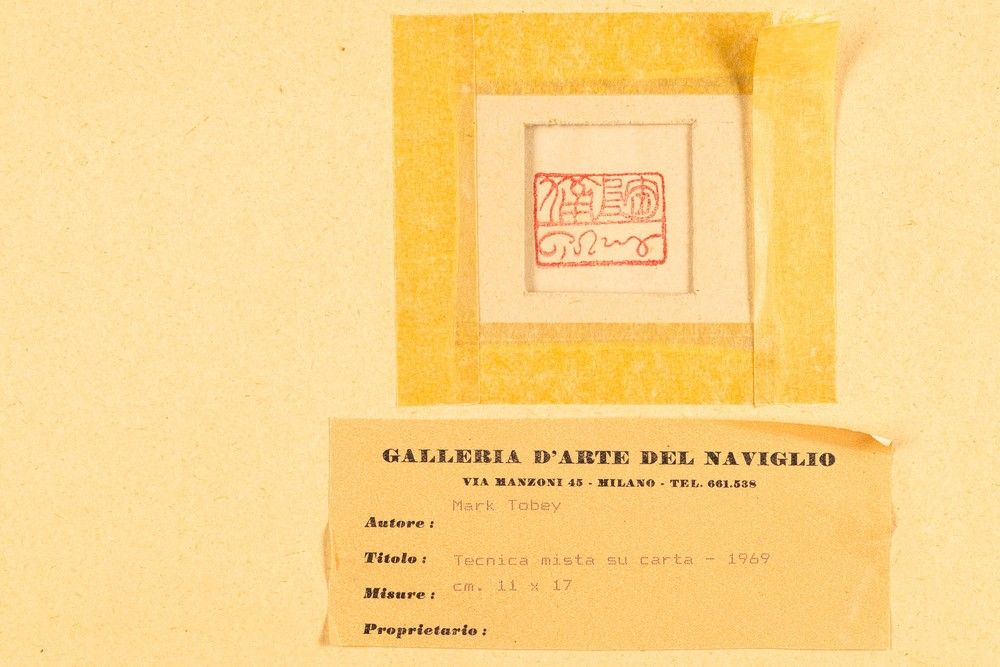 GALLERIA D'ARTE DEL NAVIGLIO
VIA MANZONI 45 - MILANO - TEL. 661.538
Mark Tobey
Autore :
Titolo : Tecnica mista su carta - 1969
cm. 11 x 17
Misure :
Proprietario :